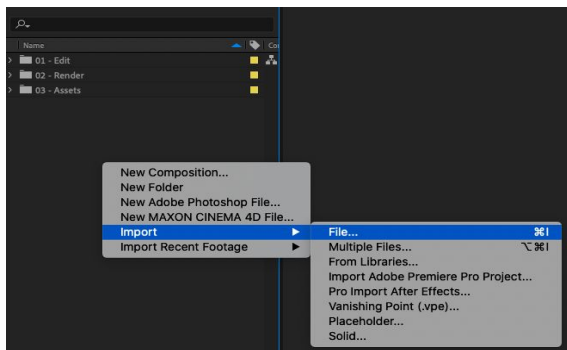 Name
Co
01 - Edit
02 - Render
03 - Assets
New Composition...
New Folder
New Adobe Photoshop File...
New MAXON CINEMA 4D File...
Import
Import Recent Footage
File... ⌘I
Multiple Files... ⌥⌘I
From Libraries...
Import Adobe Premiere Pro Project...
Pro Import After Effects...
Vanishing Point (.vpe)...
Placeholder...
Solid...